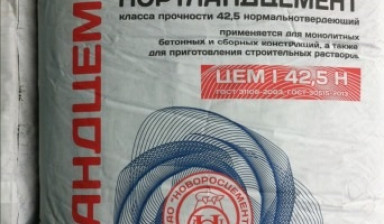 ПОРТЛАНДЦЕМЕНТ
класса прочности 42,5 нормальнотвердеющий
применяется для монолитных
бетонных и сборных конструкций, а также
для приготовления строительных растворов
ЦЕМ I 42,5 Н
АНДЦЕМ
НОВОРОСЦЕМЕНТ